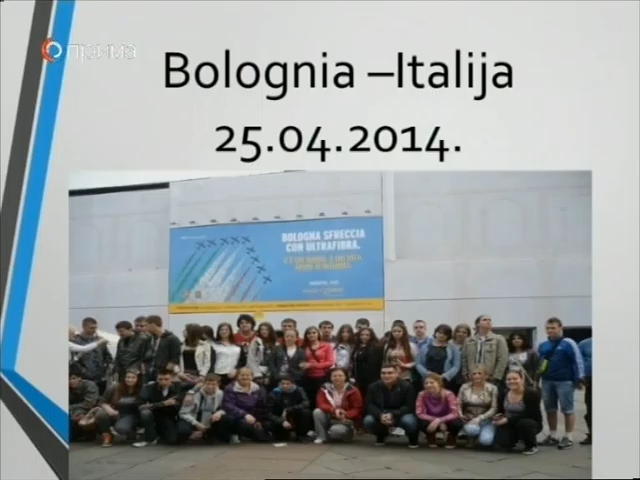 прима
Bolognia –Italija
25.04.2014.
BOLOGNA SFRECCIA
CON ULTRAFIBRA.